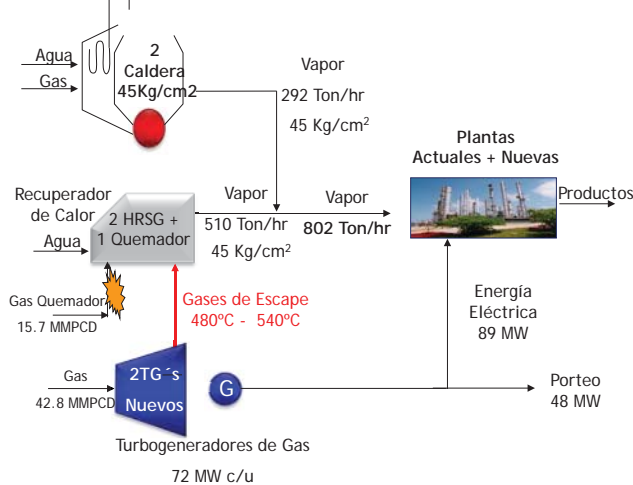 Agua
Gas
2
Caldera
45Kg/cm2
Vapor
292 Ton/hr
45 Kg/cm²
Plantas
Actuales + Nuevas
Productos
Recuperador
de Calor
Agua
2 HRSG +
1 Quemador
Vapor
510 Ton/hr
45 Kg/cm²
Vapor
802 Ton/hr
Gas Quemador
15.7 MMPCD
Gases de Escape
480ºC - 540ºC
Energía
Eléctrica
89 MW
Gas
42.8 MMPCD
2TG´s
Nuevos
G
Porteo
48 MW
Turbogeneradores de Gas
72 MW c/u